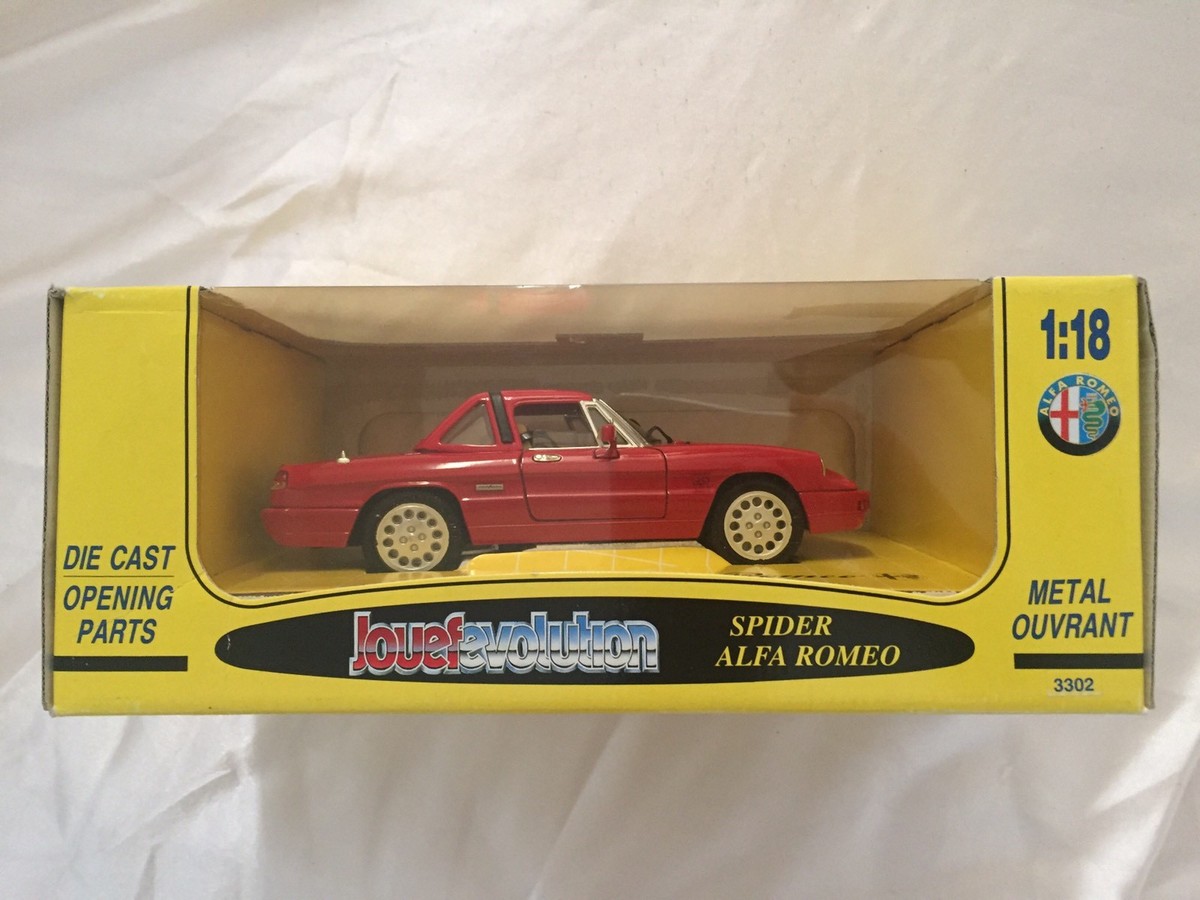 1:18
ALFA ROMEO
DIE CAST
OPENING
PARTS
Jouefevolution
SPIDER
ALFA ROMEO
METAL
OUVRANT
3302